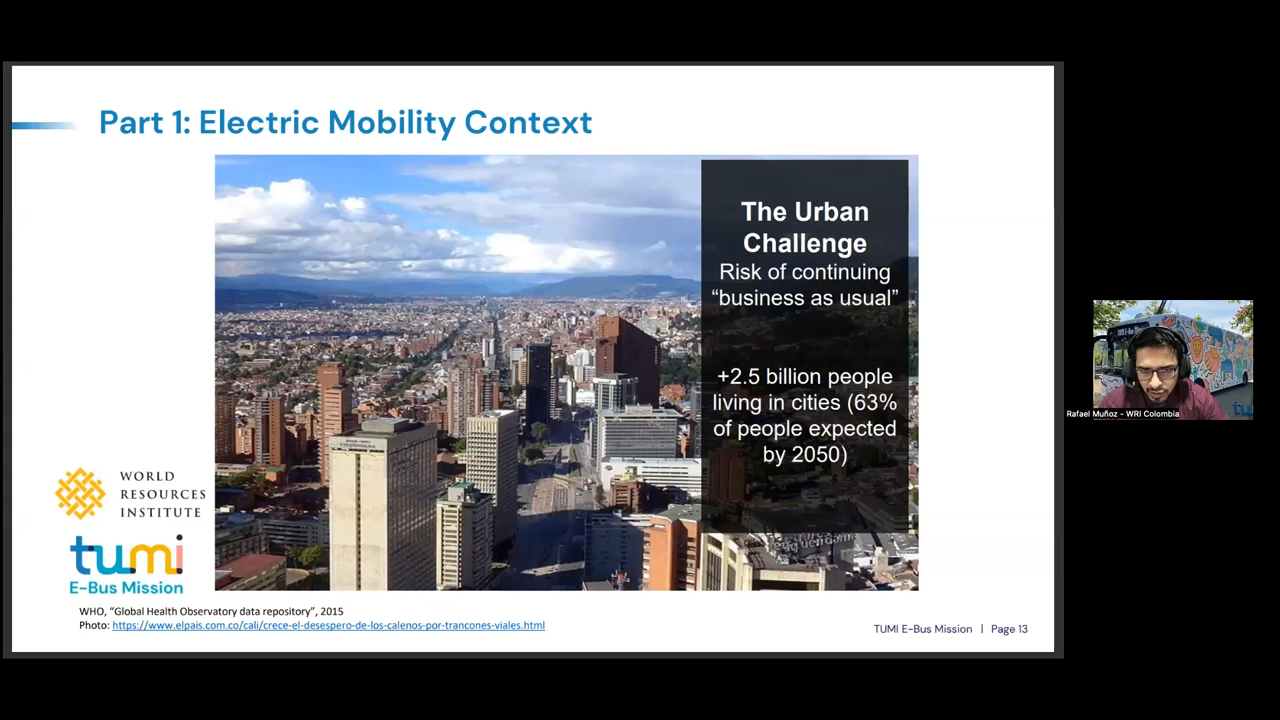 Part 1: Electric Mobility Context
The Urban
Challenge
Risk of continuing
“business as usual”
+2.5 billion people
living in cities (63%
of people expected
by 2050)
WORLD
RESOURCES
INSTITUTE
tumi
E-Bus Mission
WHO, “Global Health Observatory data repository”, 2015
Photo: https://www.elpais.com.co/cali/crece-el-desespero-de-los-calenos-por-trancones-viales.html
TUMI E-Bus Mission | Page 13
Rafael Muñoz - WRI Colombia